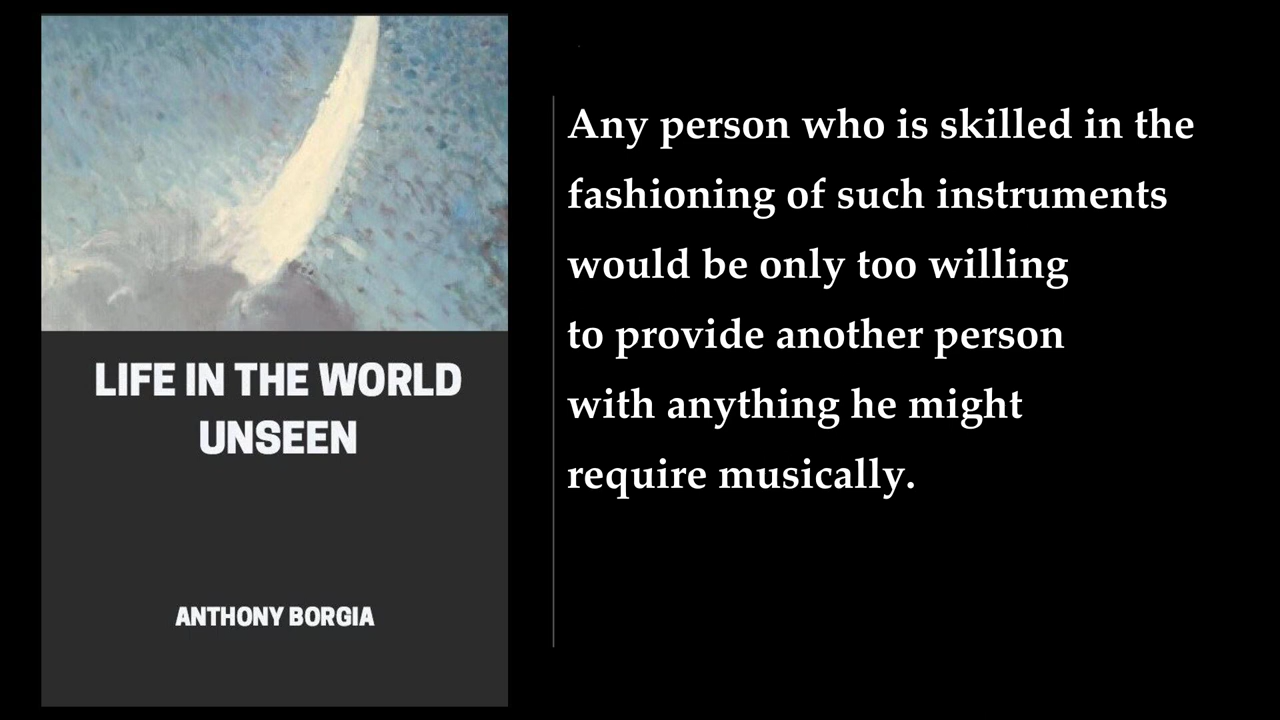 LIFE IN THE WORLD
UNSEEN
ANTHONY BORGIA
Any person who is skilled in the
fashioning of such instruments
would be only too willing
to provide another person
with anything he might
require musically.